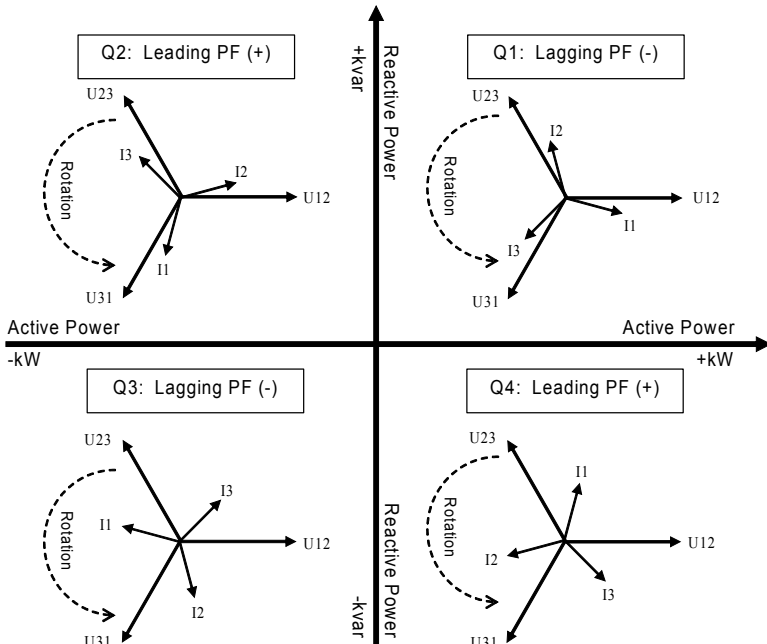 Q2: Leading PF (+)
U23
I3
I2
Rotation
U12
I1
U31
+kvar
Reactive Power
Q1: Lagging PF (-)
U23
I2
Rotation
U12
I1
I3
U31
Active Power
-kW
Active Power
+kW
Q3: Lagging PF (-)
U23
I3
I1
Rotation
U12
I2
U31
-kvar
Reactive Power
Q4: Leading PF (+)
U23
I1
Rotation
U12
I2
I3
U31